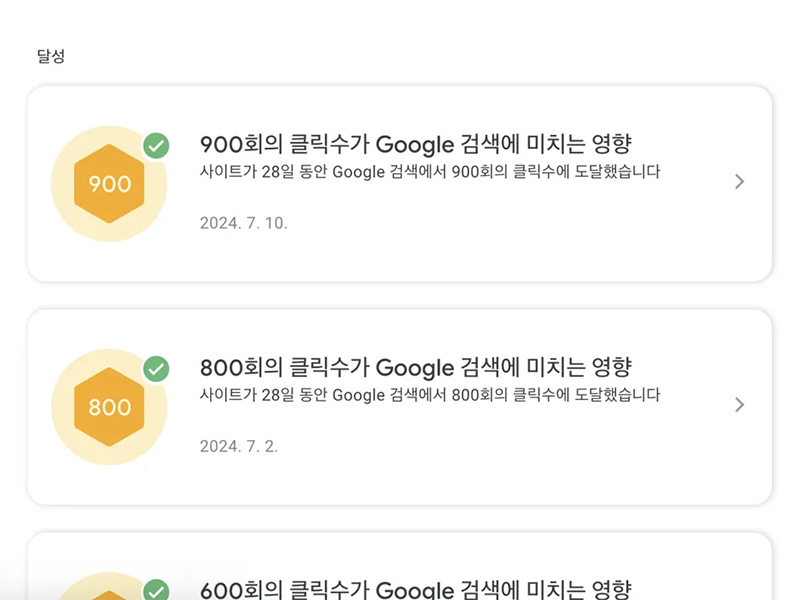 달성
900
900회의 클릭수가 Google 검색에 미치는 영향
사이트가 28일 동안 Google 검색에서 900회의 클릭수에 도달했습니다
2024. 7. 10.
800
800회의 클릭수가 Google 검색에 미치는 영향
사이트가 28일 동안 Google 검색에서 800회의 클릭수에 도달했습니다
2024. 7. 2.
600회의 클릭수가 Google 검색에 미치는 영향